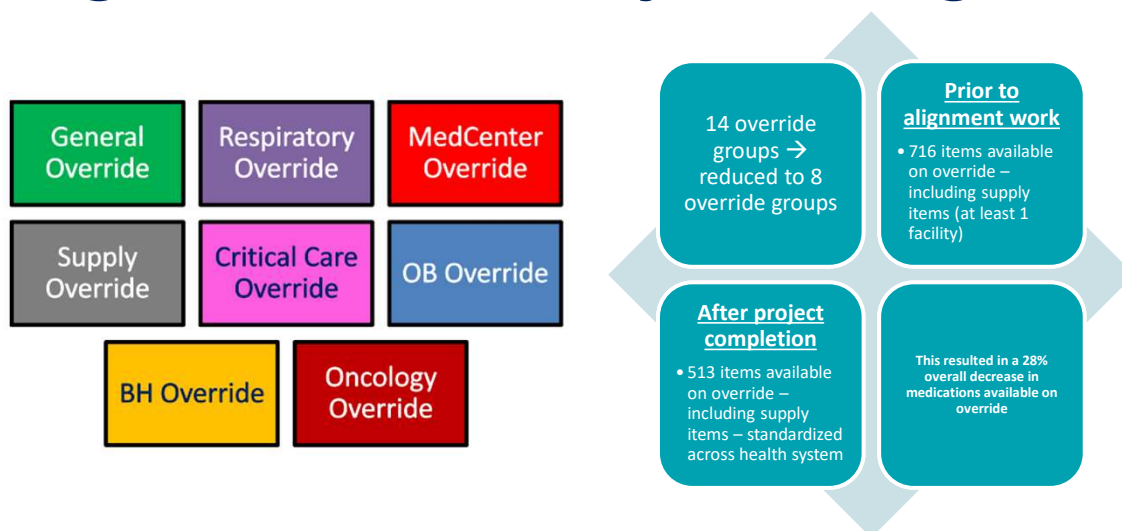 General
Override
Respiratory
Override
MedCenter
Override
Supply
Override
Critical Care
Override
OB Override
BH Override
Oncology
Override
14 override
groups →
reduced to 8
override groups
Prior to
alignment work
• 716 items available
on override –
including supply
items (at least 1
facility)
After project
completion
• 513 items available
on override –
including supply
items – standardized
across health system
This resulted in a 28%
overall decrease in
medications available on
override